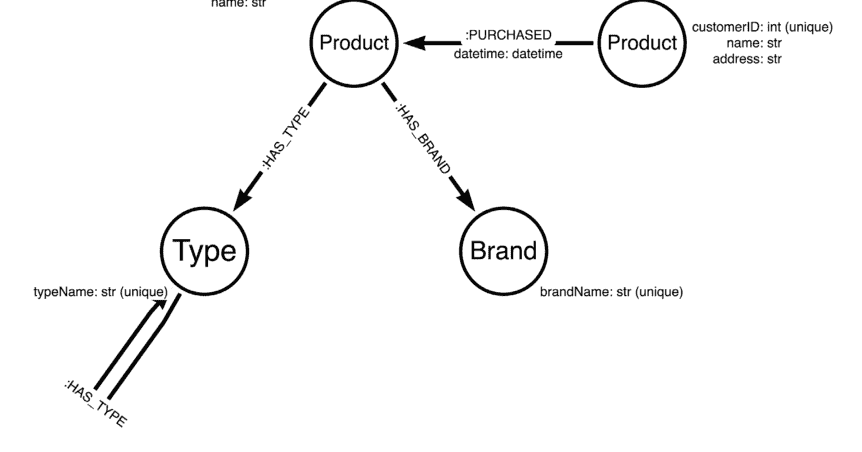 name: str
Product
:PURCHASED
datetime: datetime
Product
customerID: int (unique)
name: str
address: str
:HAS_TYPE
:HAS_BRAND
Type
Brand
typeName: str (unique)
brandName: str (unique)
:HAS_TYPE